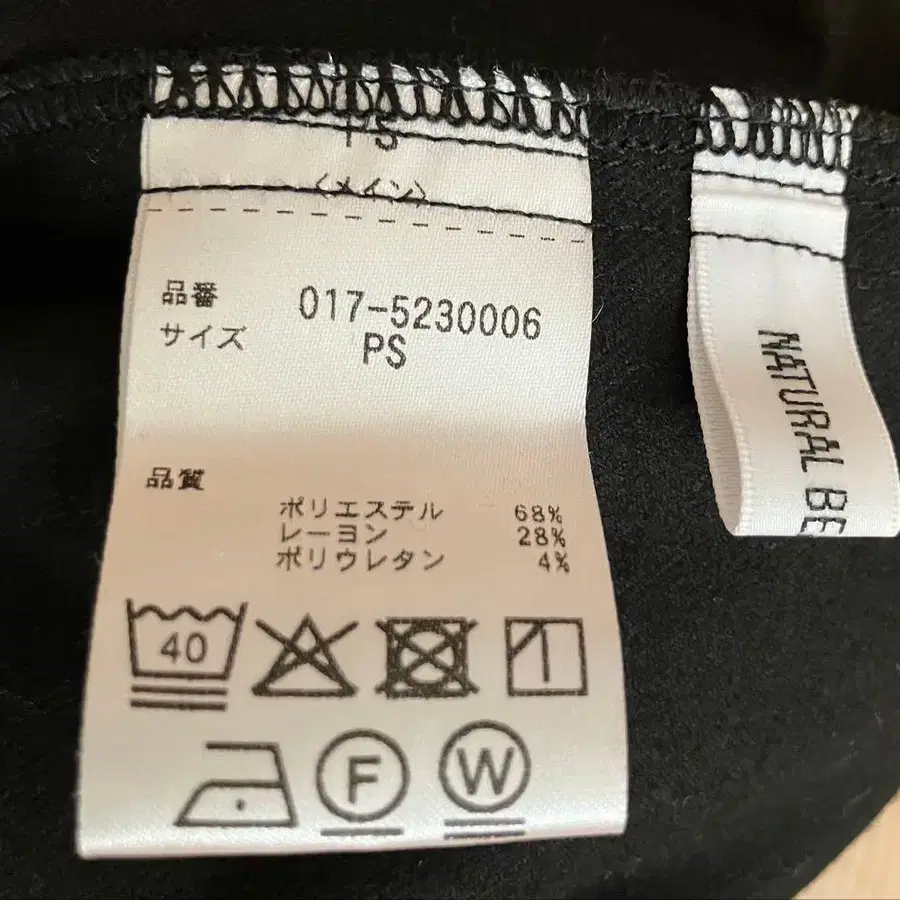 〈メイン〉
品番 017-5230006
サイズ PS
品質
ポリエステル 68%
レーヨン 28%
ポリウレタン 4%
40
F
W
NATURAL BE